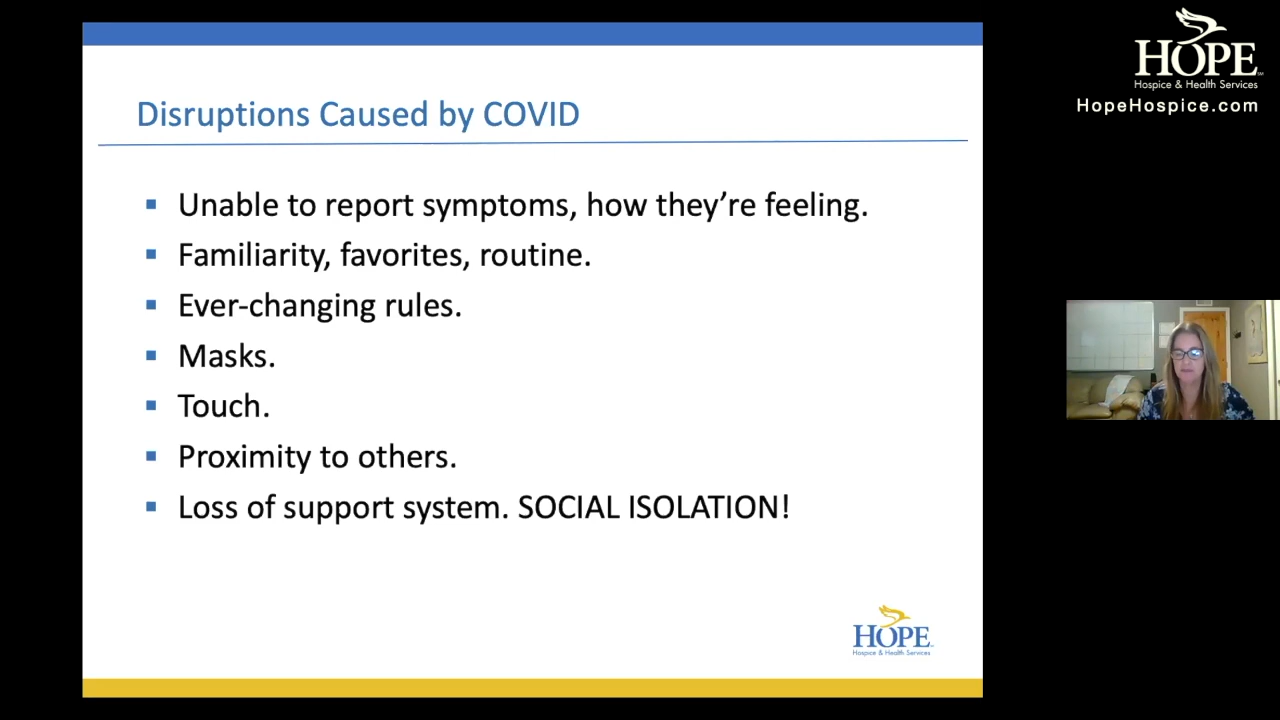 HOPE
Hospice & Health Services
HopeHospice.com
Disruptions Caused by COVID
Unable to report symptoms, how they’re feeling.
Familiarity, favorites, routine.
Ever-changing rules.
Masks.
Touch.
Proximity to others.
Loss of support system. SOCIAL ISOLATION!
HOPE
Hospice & Health Services